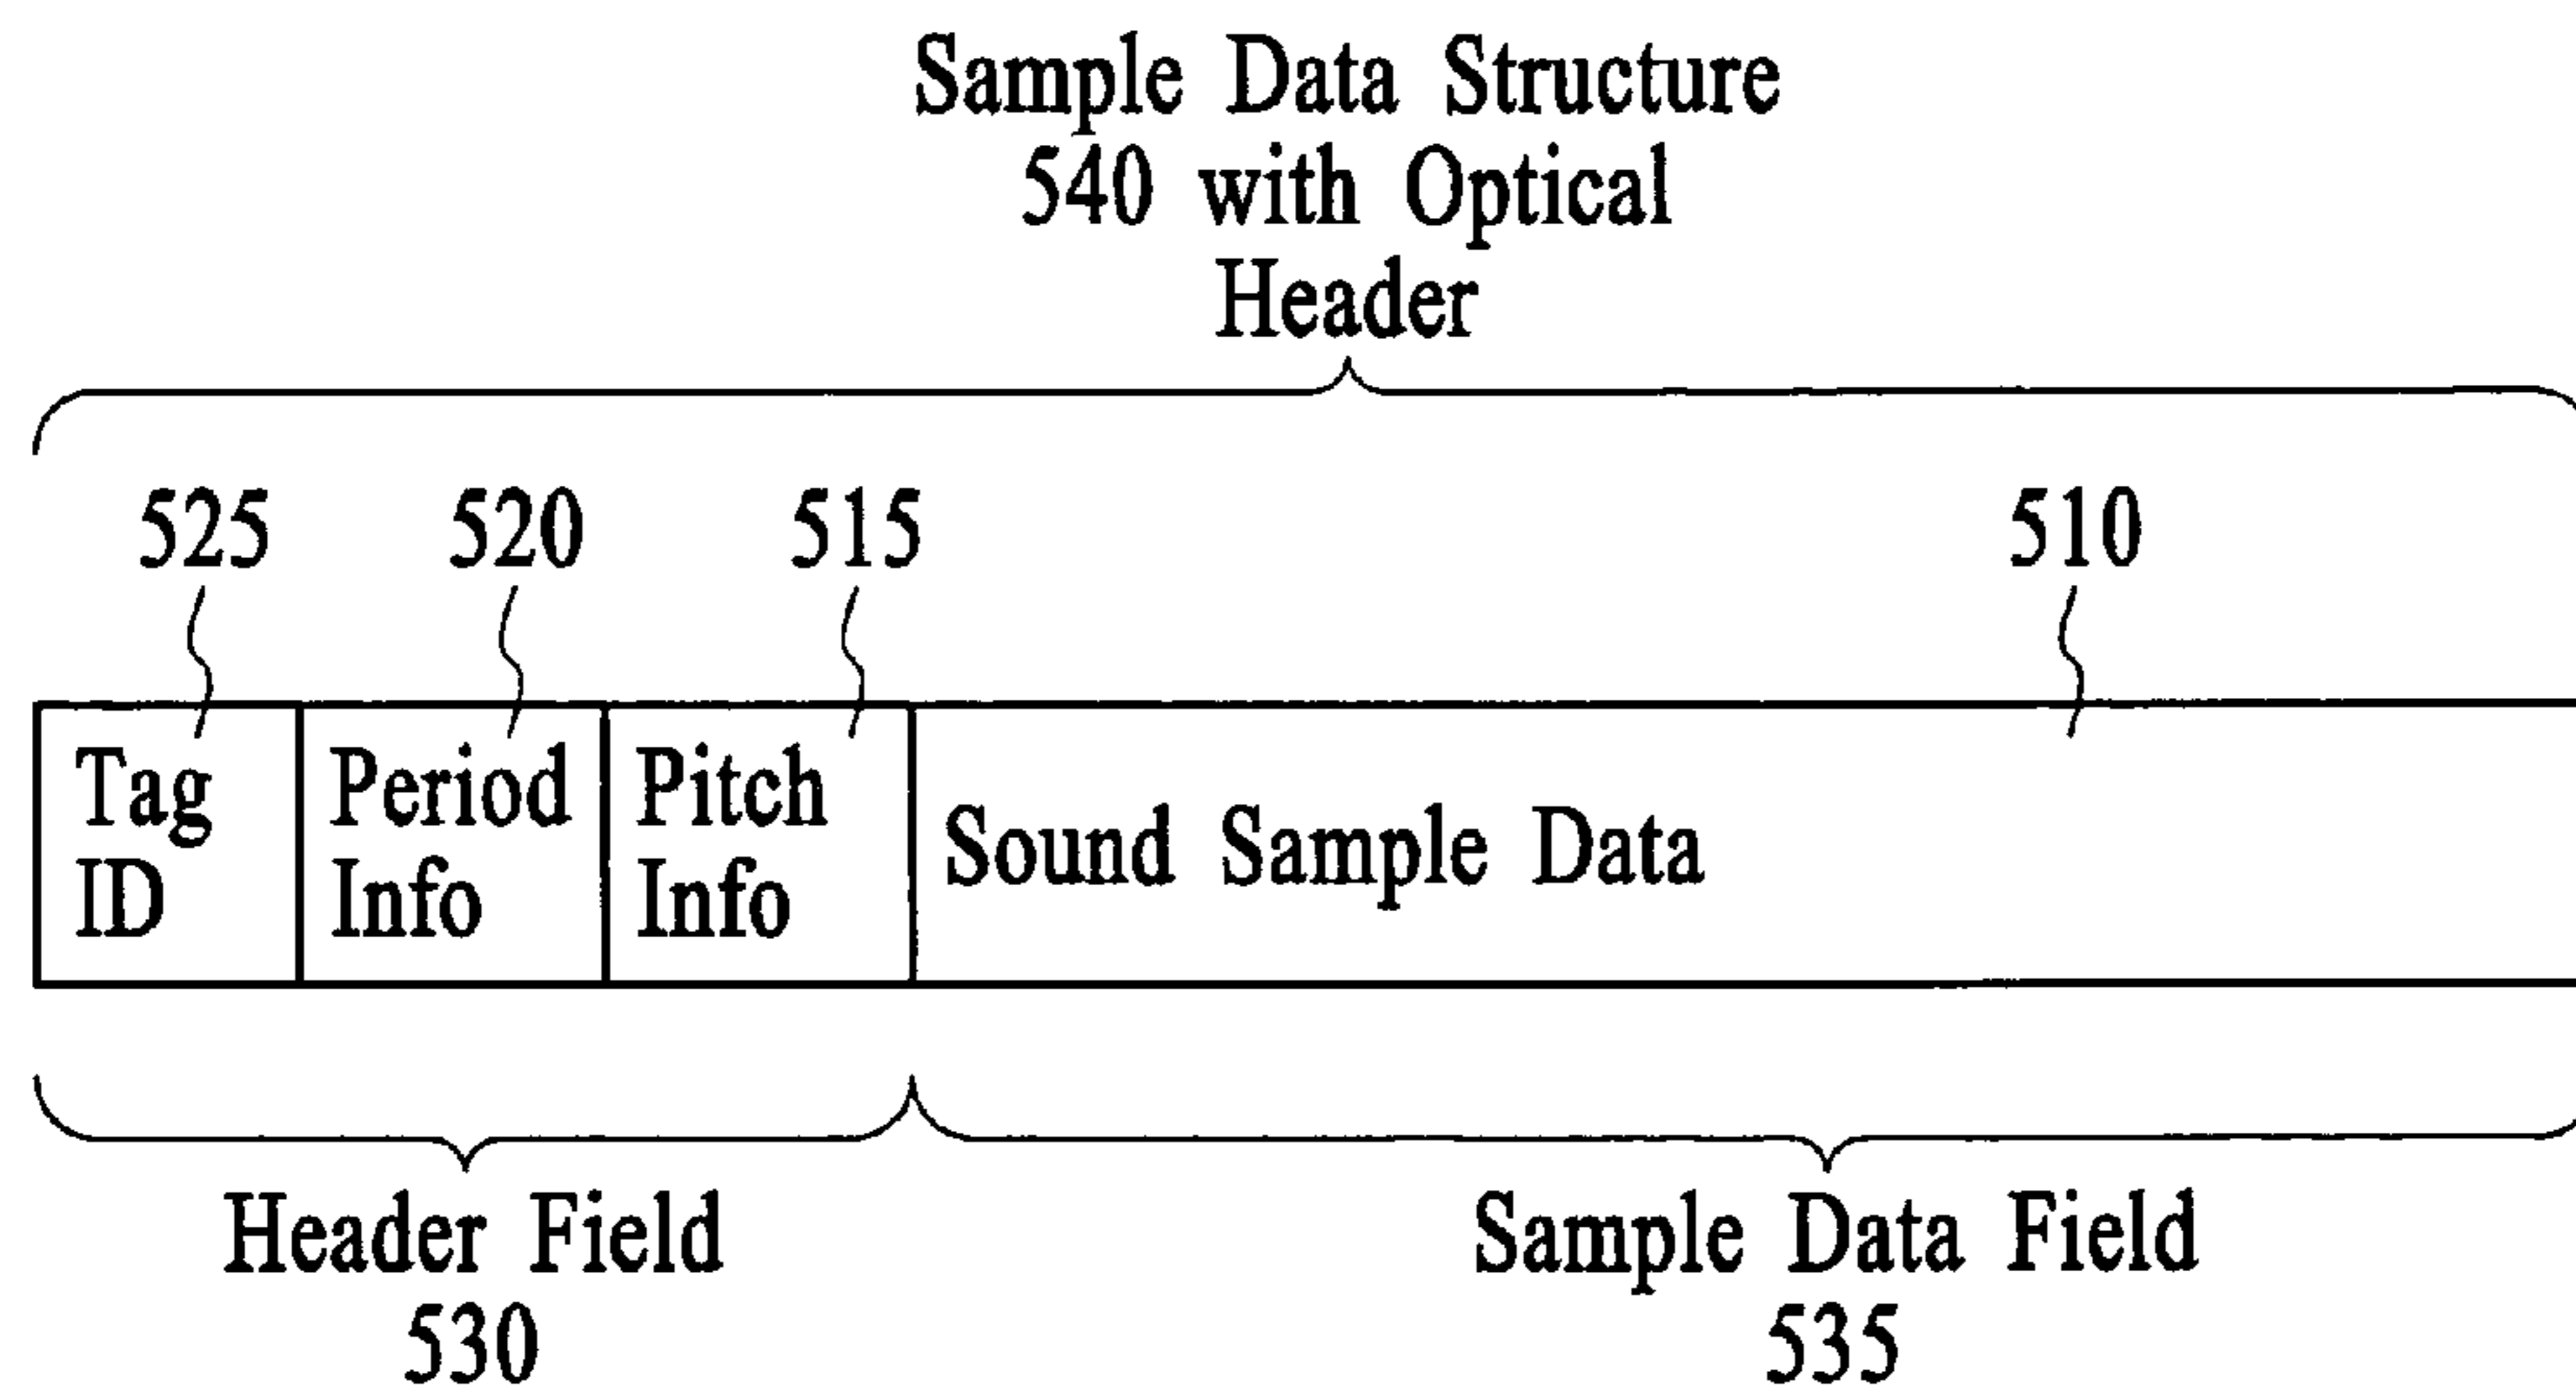 Sample Data Structure
540 with Optical
Header
525 520 515 510
Tag ID
Period Info
Pitch Info
Sound Sample Data
Header Field
530
Sample Data Field
535